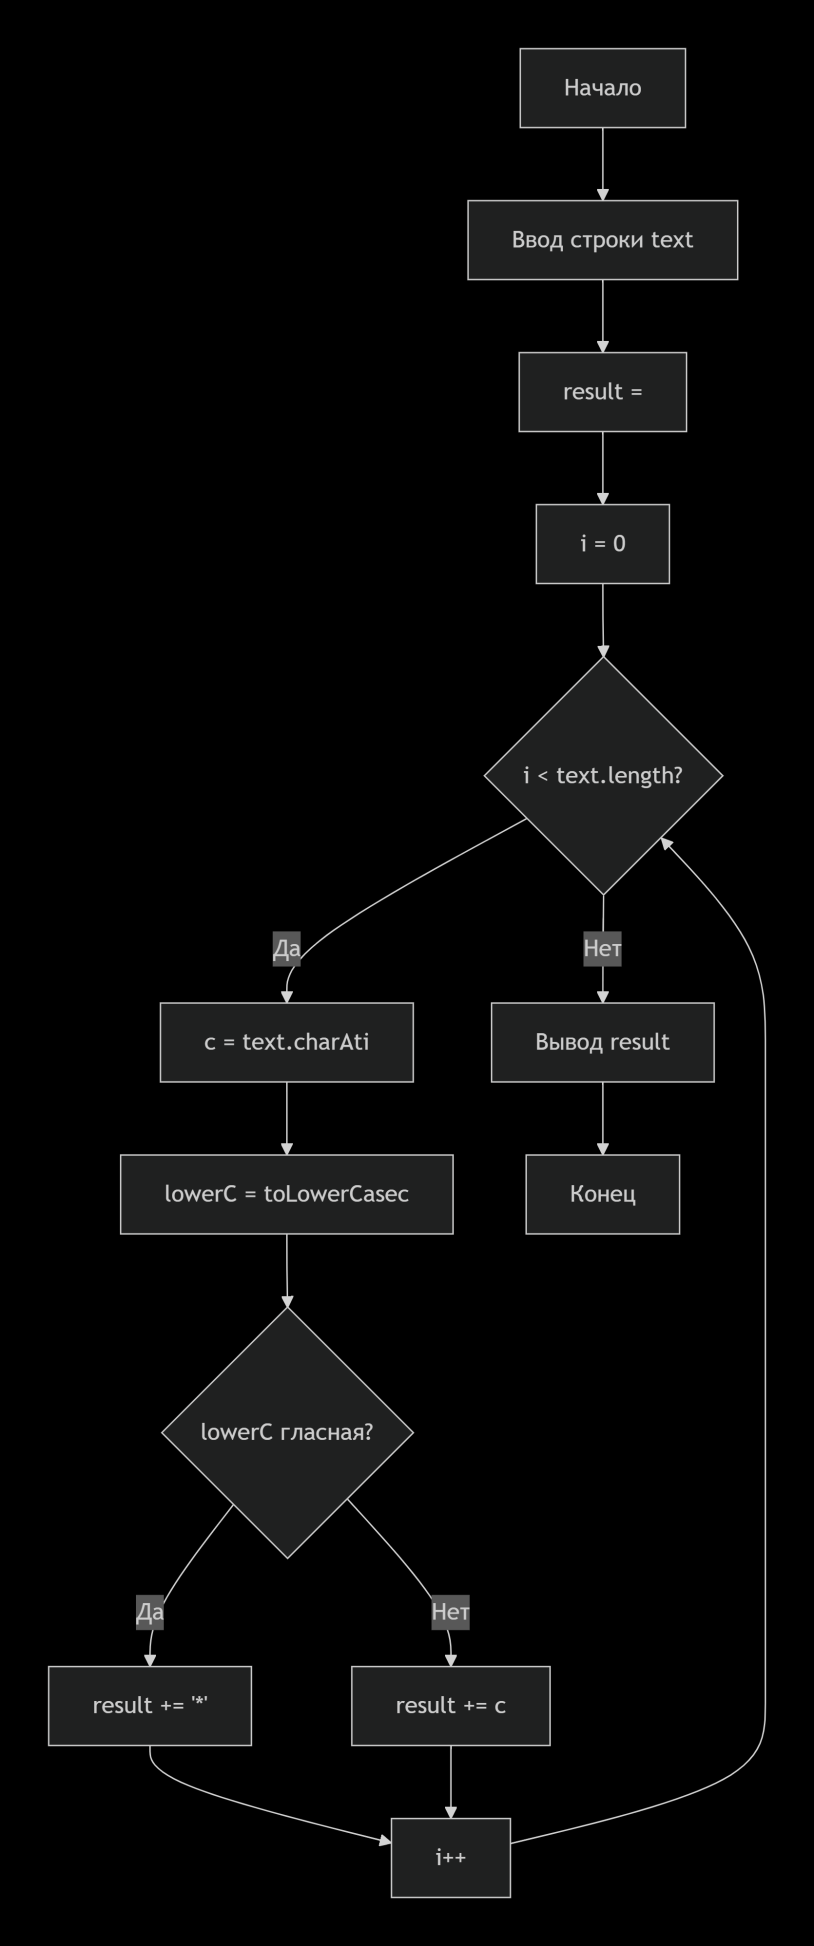 Начало
Ввод строки text
result =
i = 0
i < text.length?
Да
Нет
c = text.charAti
Вывод result
lowerC = toLowerCasec
Конец
lowerC гласная?
Да
Нет
result += '*'
result += c
i++